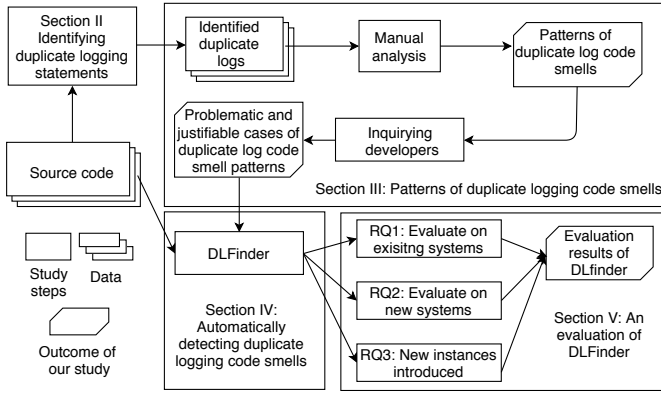 Section II
Identifying
duplicate logging
statements
Identified
duplicate
logs
Manual
analysis
Patterns of
duplicate log code
smells
Problematic and
justifiable cases of
duplicate log code
smell patterns
Inquirying
developers
Section III: Patterns of duplicate logging code smells
Source code
Study
steps
Data
Outcome of
our study
DLFinder
Section IV:
Automatically
detecting duplicate
logging code smells
RQ1: Evaluate on
exisitng systems
RQ2: Evaluate on
new systems
RQ3: New instances
introduced
Evaluation
results of
DLfinder
Section V: An
evaluation of
DLFinder